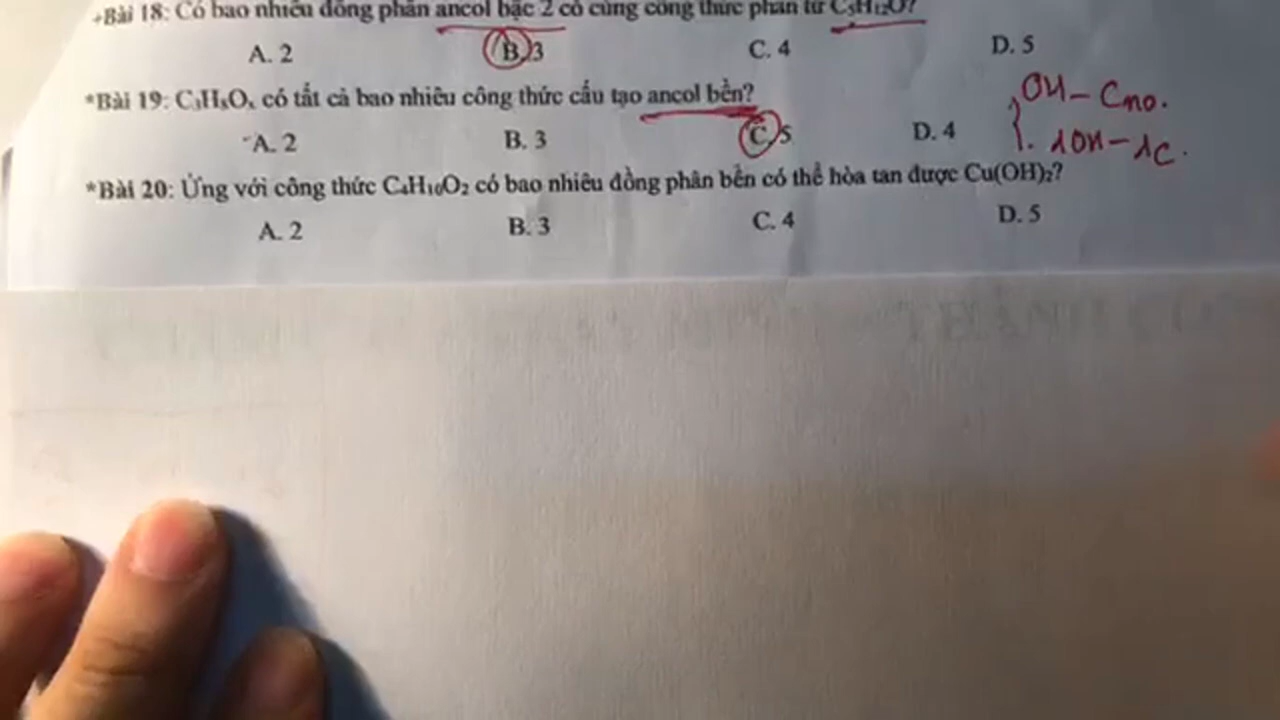 +Bài 18: Có bao nhiêu đồng phân ancol bậc 2 có cùng công thức phân tử C₅H₁₂O?
A. 2 B. 3 C. 4 D. 5
*Bài 19: C₃H₈Oₓ có tất cả bao nhiêu công thức cấu tạo ancol bền?
A. 2 B. 3 C. 5 D. 4
OH – Cno.
1OH – 1C.
*Bài 20: Ứng với công thức C₄H₁₀O₂ có bao nhiêu đồng phân bền có thể hòa tan được Cu(OH)₂?
A. 2 B. 3 C. 4 D. 5